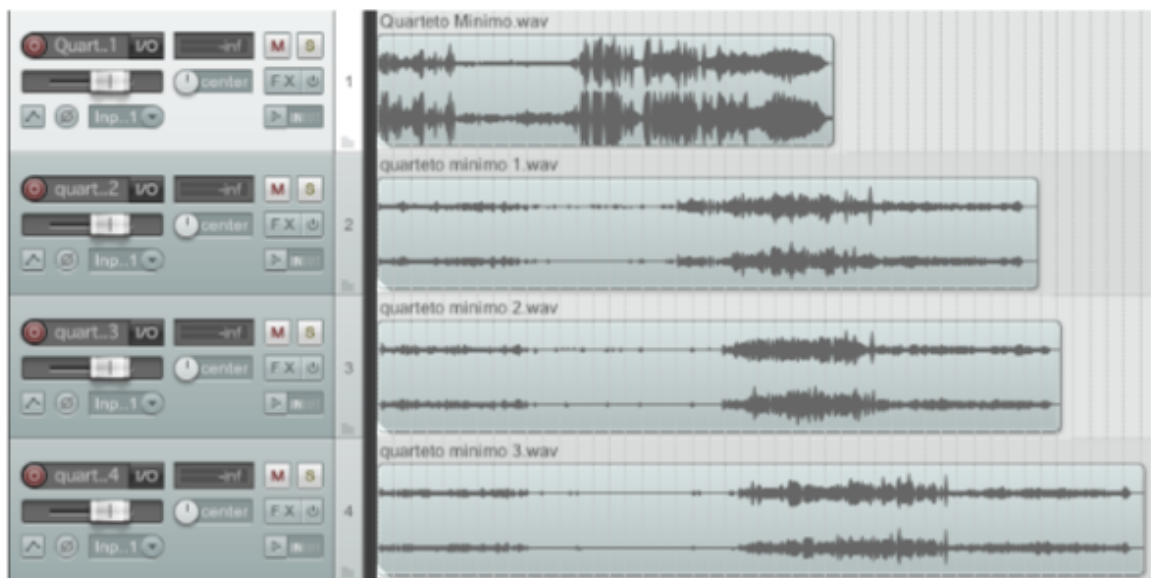 Quarteto Minimo.wav
Quart..1 I/O -inf M S
center FX
1
Inp..1
quarteto minimo 1.wav
quart..2 I/O -inf M S
center FX
2
Inp..1
quarteto minimo 2.wav
quart..3 I/O -inf M S
center FX
3
Inp..1
quarteto minimo 3.wav
quart..4 I/O -inf M S
center FX
4
Inp..1